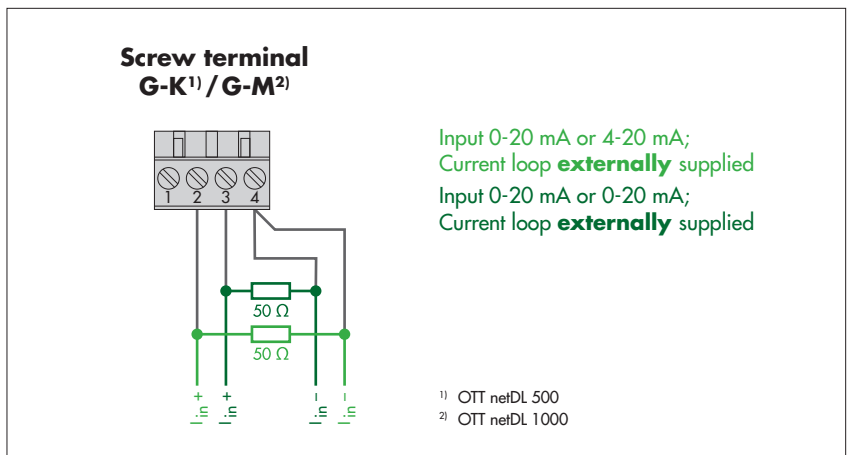 Screw terminal
G-K¹⁾ / G-M²⁾
Input 0-20 mA or 4-20 mA;
Current loop externally supplied
Input 0-20 mA or 0-20 mA;
Current loop externally supplied
1 2 3 4
50 Ω
50 Ω
Iin +
Iin +
Iin –
Iin –
¹⁾ OTT netDL 500
²⁾ OTT netDL 1000